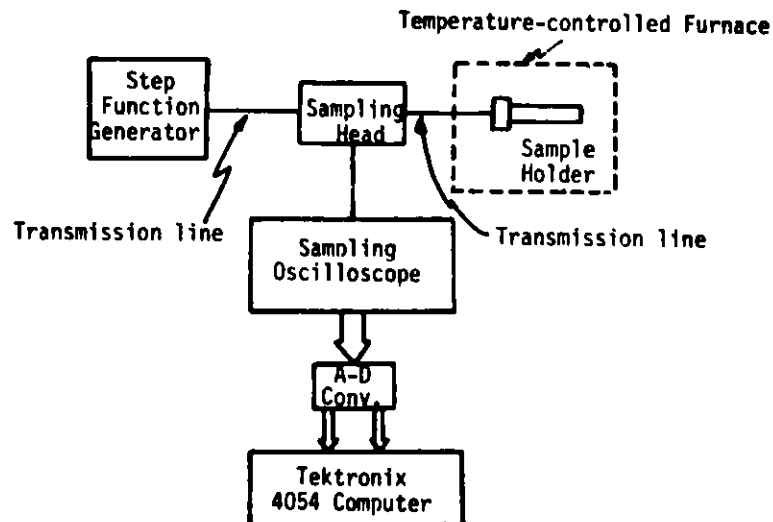 Temperature-controlled Furnace
Step
Function
Generator
Sampling
Head
Sample
Holder
Transmission line
Transmission line
Sampling
Oscilloscope
A-D
Conv.
Tektronix
4054 Computer